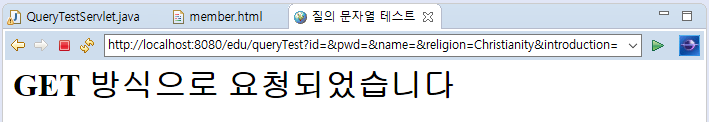 QueryTestServlet.java member.html 질의 문자열 테스트
http://localhost:8080/edu/queryTest?id=&pwd=&name=&religion=Christianity&introduction=
GET 방식으로 요청되었습니다